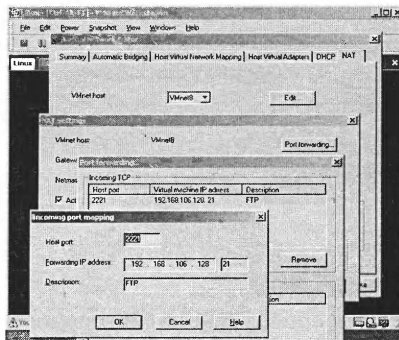 File Edit Power Snapshot View Windows Help
Linux
Summary Automatic Bridging Host Virtual Network Mapping Host Virtual Adapters DHCP NAT
VMnet host: VMnet8 Edit...
VMnet host: VMnet8 Port forwarding...
Port forwarding
Incoming TCP
Host port Virtual machine IP adress Description
2221 192.168.106.128: 21 FTP
Incoming port mapping
Host port:
Forwarding IP address: 192 . 168 . 106 . 128 21
Remove
Description: FTP
OK Cancel Help